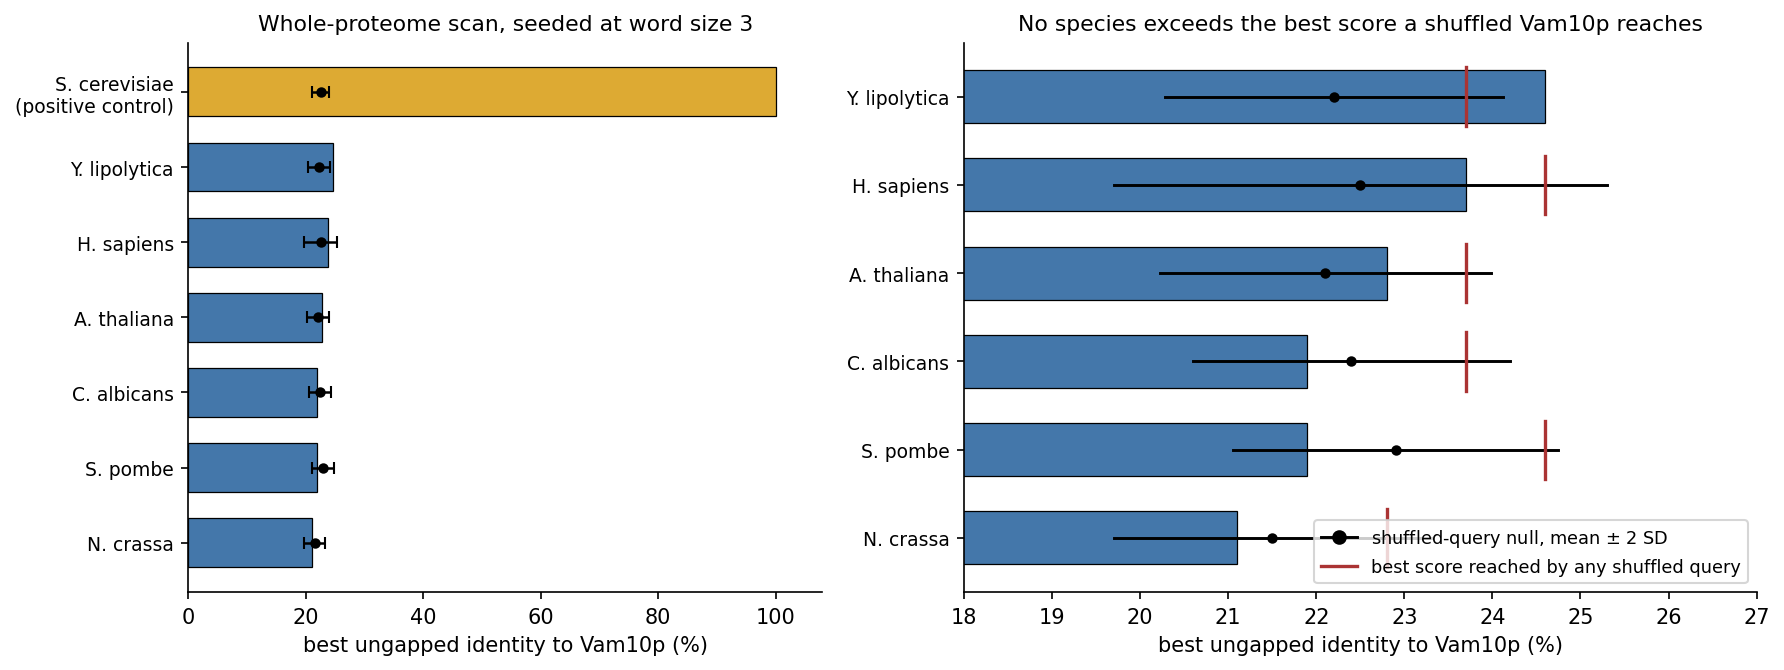 Whole-proteome scan, seeded at word size 3
S. cerevisiae
(positive control)
Y. lipolytica
H. sapiens
A. thaliana
C. albicans
S. pombe
N. crassa
0 20 40 60 80 100
best ungapped identity to Vam10p (%)
No species exceeds the best score a shuffled Vam10p reaches
Y. lipolytica
H. sapiens
A. thaliana
C. albicans
S. pombe
N. crassa
shuffled-query null, mean ± 2 SD
best score reached by any shuffled query
18 19 20 21 22 23 24 25 26 27
best ungapped identity to Vam10p (%)